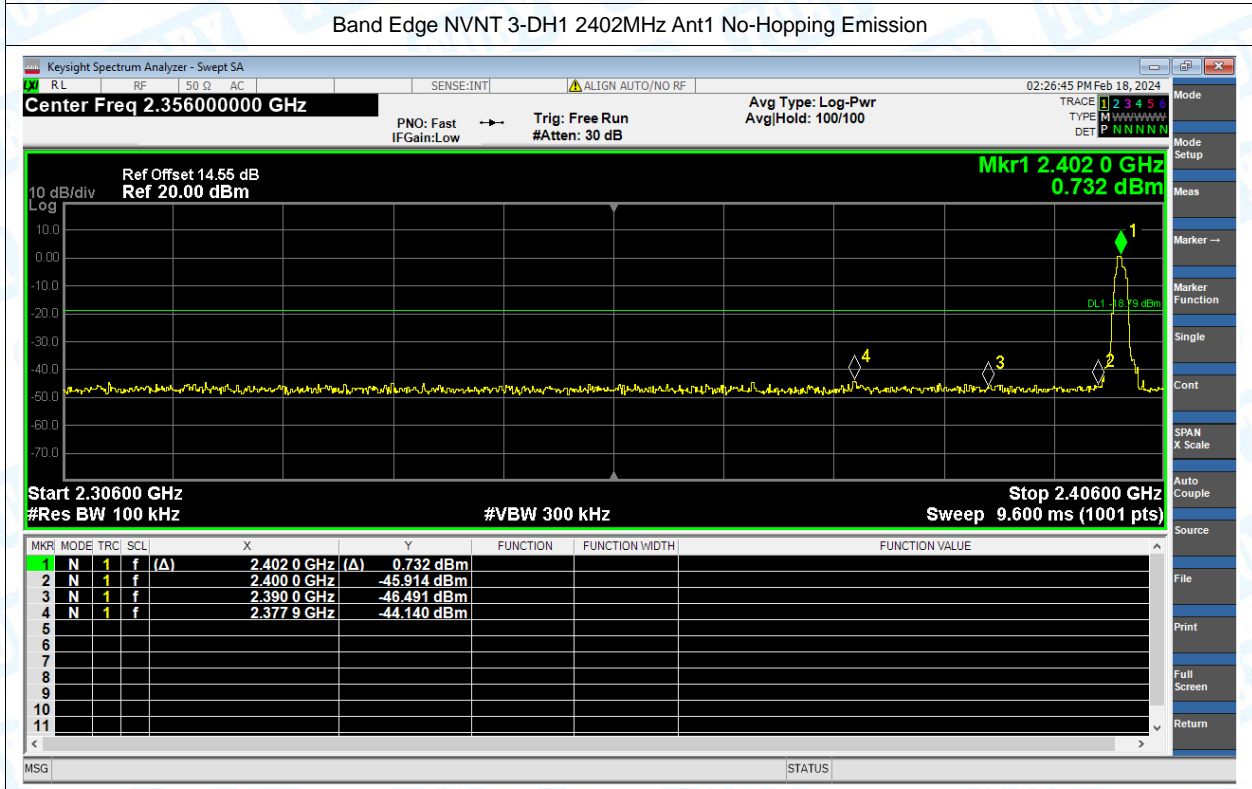 Band Edge NVNT 3-DH1 2402MHz Ant1 No-Hopping Emission
Keysight Spectrum Analyzer - Swept SA
LXI RL RF 50 Ω AC SENSE:INT ALIGN AUTO/NO RF 02:26:45 PM Feb 18, 2024
Center Freq 2.356000000 GHz
PNO: Fast
IFGain:Low
Trig: Free Run
#Atten: 30 dB
Avg Type: Log-Pwr
Avg|Hold: 100/100
TRACE 1 2 3 4 5 6
TYPE M WWWWW
DET P N N N N N
Mkr1 2.402 0 GHz
0.732 dBm
Ref Offset 14.55 dB
10 dB/div Ref 20.00 dBm
Log
10.0
0.00
-10.0
-20.0
-30.0
-40.0
-50.0
-60.0
-70.0
1
DL1 -18.79 dBm
4
3
2
Start 2.30600 GHz Stop 2.40600 GHz
#Res BW 100 kHz #VBW 300 kHz Sweep 9.600 ms (1001 pts)
MKR MODE TRC SCL X Y FUNCTION FUNCTION WIDTH FUNCTION VALUE
1 N 1 f (Δ) 2.402 0 GHz (Δ) 0.732 dBm
2 N 1 f 2.400 0 GHz -45.914 dBm
3 N 1 f 2.390 0 GHz -46.491 dBm
4 N 1 f 2.377 9 GHz -44.140 dBm
5
6
7
8
9
10
11
MSG STATUS
Mode
Mode
Setup
Meas
Marker→
Marker
Function
Single
Cont
SPAN
X Scale
Auto
Couple
Source
File
Print
Full
Screen
Return